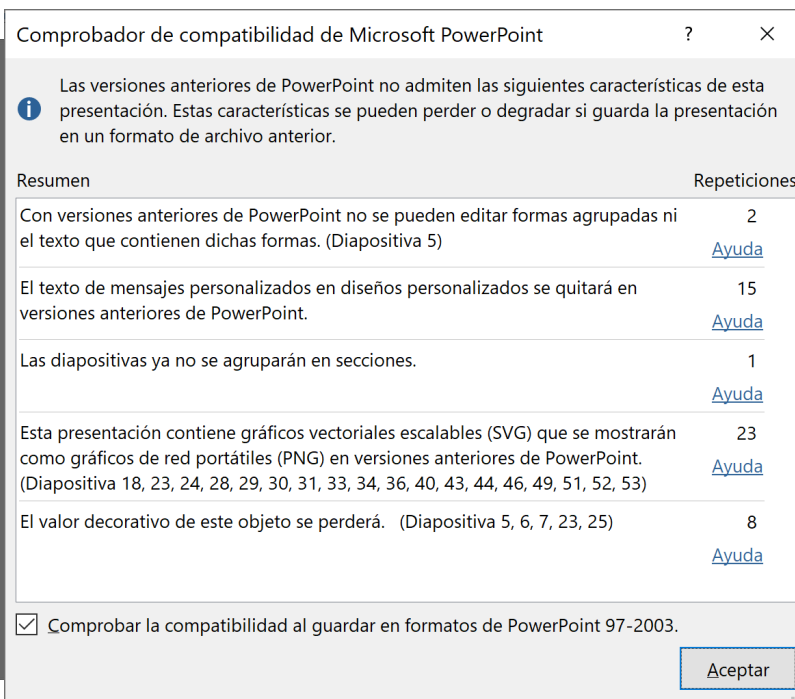 Comprobador de compatibilidad de Microsoft PowerPoint ?
Las versiones anteriores de PowerPoint no admiten las siguientes características de esta
presentación. Estas características se pueden perder o degradar si guarda la presentación
en un formato de archivo anterior.
Resumen Repeticiones
Con versiones anteriores de PowerPoint no se pueden editar formas agrupadas ni 2
el texto que contienen dichas formas. (Diapositiva 5) Ayuda
El texto de mensajes personalizados en diseños personalizados se quitará en 15
versiones anteriores de PowerPoint. Ayuda
Las diapositivas ya no se agruparán en secciones. 1
Ayuda
Esta presentación contiene gráficos vectoriales escalables (SVG) que se mostrarán 23
como gráficos de red portátiles (PNG) en versiones anteriores de PowerPoint. Ayuda
(Diapositiva 18, 23, 24, 28, 29, 30, 31, 33, 34, 36, 40, 43, 44, 46, 49, 51, 52, 53)
El valor decorativo de este objeto se perderá. (Diapositiva 5, 6, 7, 23, 25) 8
Ayuda
Comprobar la compatibilidad al guardar en formatos de PowerPoint 97-2003.
Aceptar